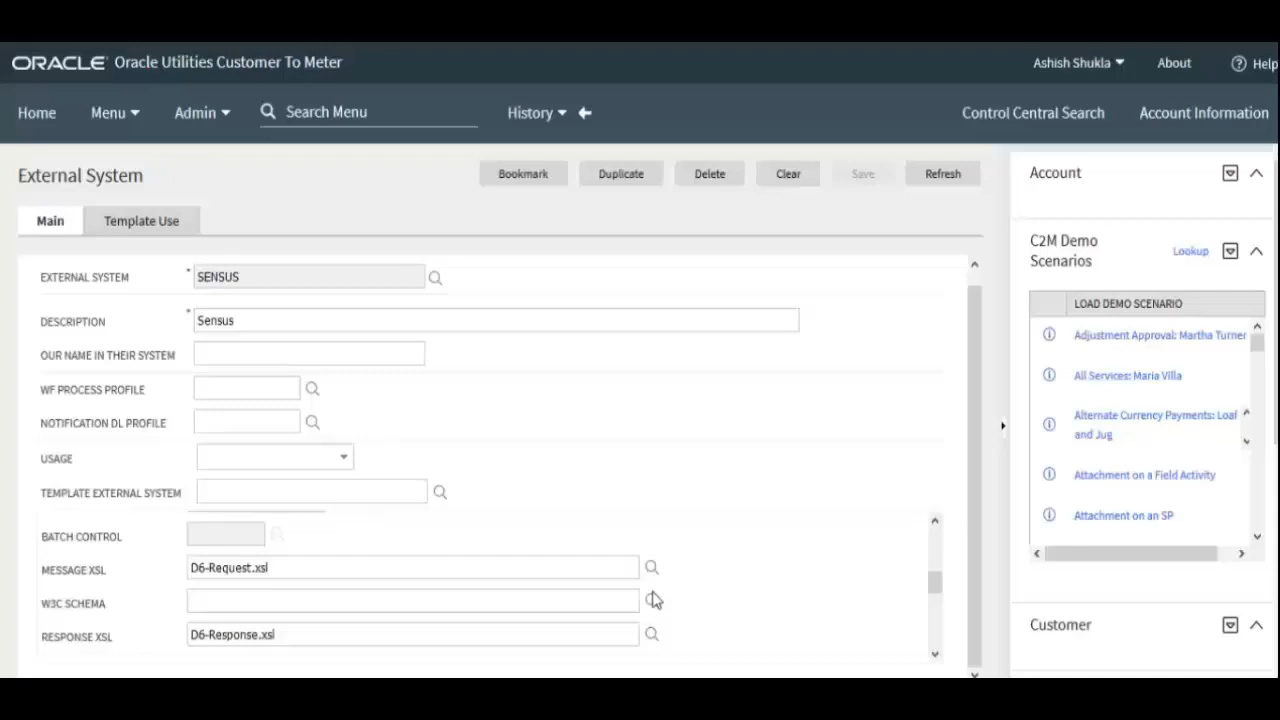 ORACLE Oracle Utilities Customer To Meter
Ashish Shukla About Help
Home Menu Admin Search Menu History Control Central Search Account Information
External System
Bookmark Duplicate Delete Clear Save Refresh
Main Template Use
EXTERNAL SYSTEM * SENSUS
DESCRIPTION * Sensus
OUR NAME IN THEIR SYSTEM
WF PROCESS PROFILE
NOTIFICATION DL PROFILE
USAGE
TEMPLATE EXTERNAL SYSTEM
BATCH CONTROL
MESSAGE XSL D6-Request.xsl
W3C SCHEMA
RESPONSE XSL D6-Response.xsl
Account
C2M Demo
Scenarios
Lookup
LOAD DEMO SCENARIO
Adjustment Approval: Martha Turner
All Services: Maria Villa
Alternate Currency Payments: Loaf
and Jug
Attachment on a Field Activity
Attachment on an SP
Customer